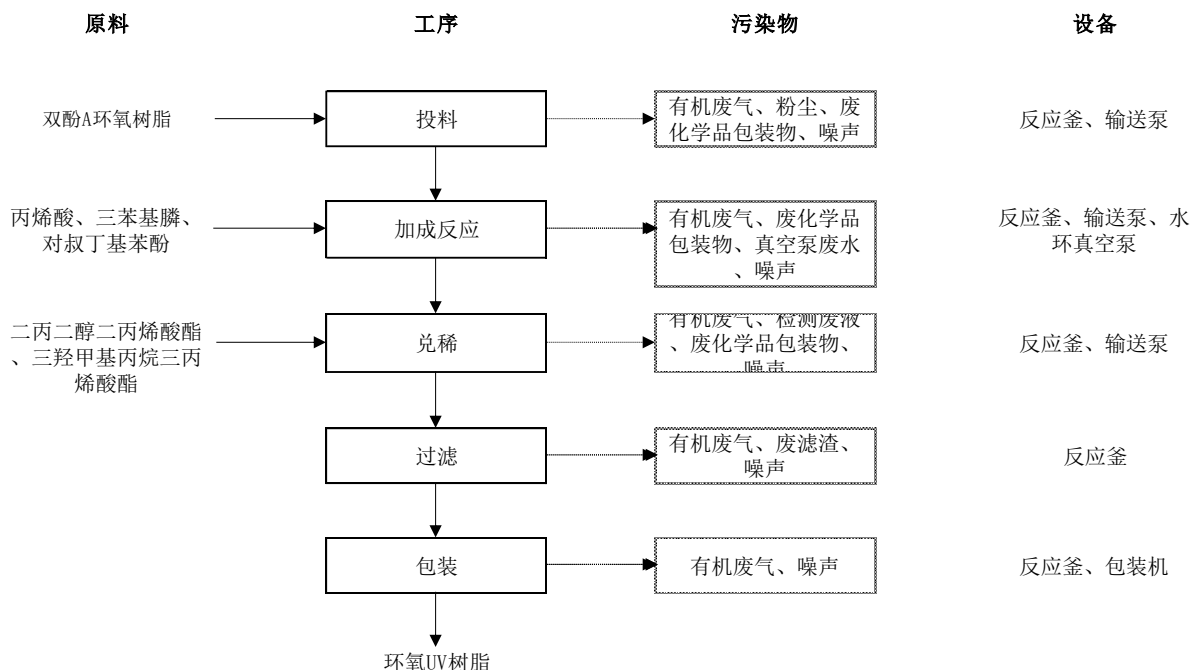 原料 工序 污染物 设备
双酚A环氧树脂
投料
有机废气、粉尘、废
化学品包装物、噪声
反应釜、输送泵
丙烯酸、三苯基膦、
对叔丁基苯酚
加成反应
有机废气、废化学品
包装物、真空泵废水
、噪声
反应釜、输送泵、水
环真空泵
二丙二醇二丙烯酸酯
、三羟甲基丙烷三丙
烯酸酯
兑稀
有机废气、检测废液
、废化学品包装物、
噪声
反应釜、输送泵
过滤
有机废气、废滤渣、
噪声
反应釜
包装
有机废气、噪声
反应釜、包装机
环氧UV树脂